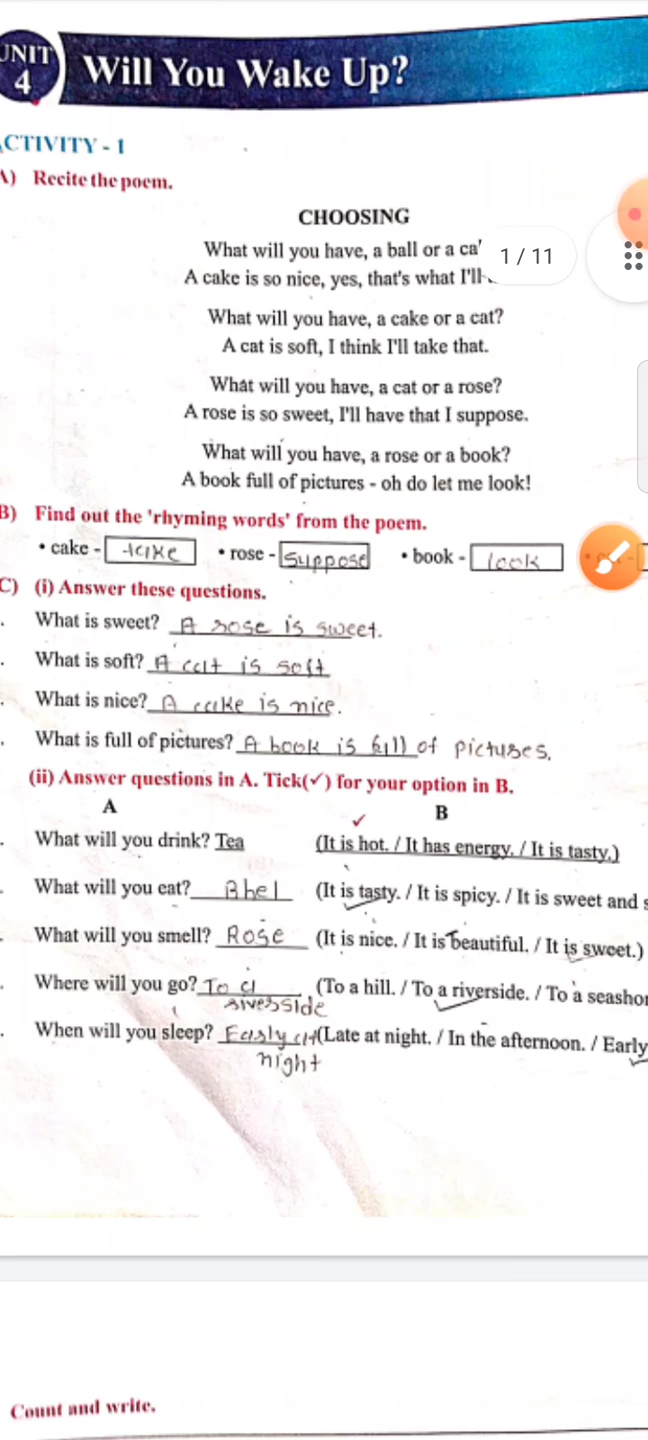 UNIT
4
Will You Wake Up?
CTIVITY - 1
A) Recite the poem.
CHOOSING
What will you have, a ball or a ca
1 / 11
A cake is so nice, yes, that's what I'll
What will you have, a cake or a cat?
A cat is soft, I think I'll take that.
What will you have, a cat or a rose?
A rose is so sweet, I'll have that I suppose.
What will you have, a rose or a book?
A book full of pictures - oh do let me look!
B) Find out the 'rhyming words' from the poem.
• cake - take • rose - suppose • book - look
C) (i) Answer these questions.
What is sweet? A rose is sweet.
What is soft? A cat is soft
What is nice? A cake is nice.
What is full of pictures? A book is full of pictures.
(ii) Answer questions in A. Tick(✓) for your option in B.
A B
What will you drink? Tea (It is hot. / It has energy. / It is tasty.)
What will you eat? Bhel (It is tasty. / It is spicy. / It is sweet and s
What will you smell? Rose (It is nice. / It is beautiful. / It is sweet.)
Where will you go? To a (To a hill. / To a riverside. / To a seashor
riverside
When will you sleep? Early at (Late at night. / In the afternoon. / Early
night
Count and write.